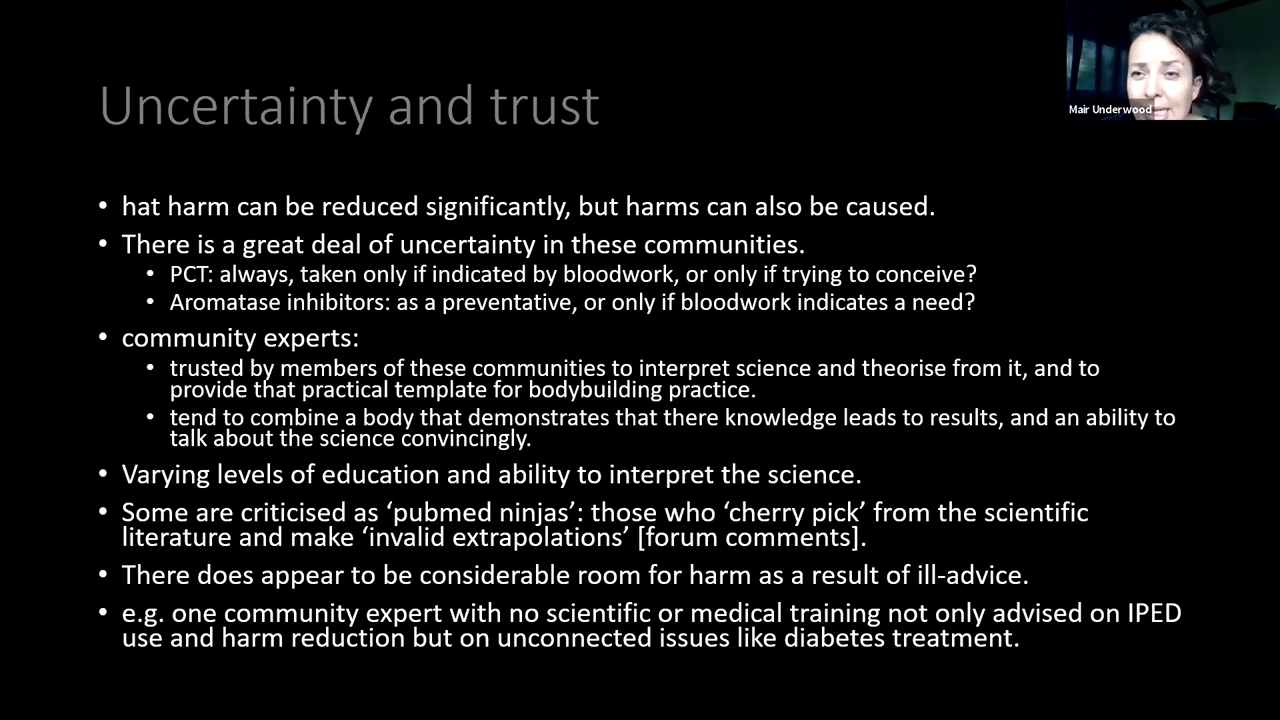 Mair Underwood
Uncertainty and trust
• hat harm can be reduced significantly, but harms can also be caused.
• There is a great deal of uncertainty in these communities.
• PCT: always, taken only if indicated by bloodwork, or only if trying to conceive?
• Aromatase inhibitors: as a preventative, or only if bloodwork indicates a need?
• community experts:
• trusted by members of these communities to interpret science and theorise from it, and to
provide that practical template for bodybuilding practice.
• tend to combine a body that demonstrates that there knowledge leads to results, and an ability to
talk about the science convincingly.
• Varying levels of education and ability to interpret the science.
• Some are criticised as ‘pubmed ninjas’: those who ‘cherry pick’ from the scientific
literature and make ‘invalid extrapolations’ [forum comments].
• There does appear to be considerable room for harm as a result of ill-advice.
• e.g. one community expert with no scientific or medical training not only advised on IPED
use and harm reduction but on unconnected issues like diabetes treatment.